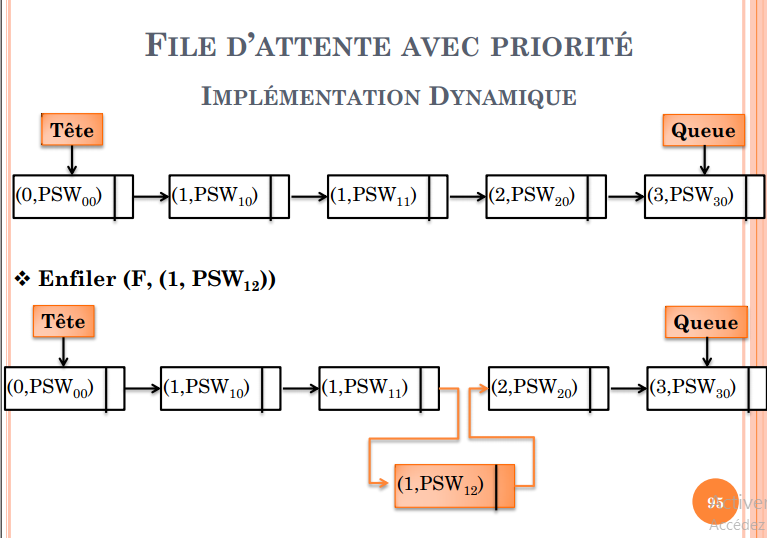 FILE D'ATTENTE AVEC PRIORITÉ
IMPLÉMENTATION DYNAMIQUE
Tête Queue
(0,PSW00) (1,PSW10) (1,PSW11) (2,PSW20) (3,PSW30)
❖ Enfiler (F, (1, PSW12))
Tête Queue
(0,PSW00) (1,PSW10) (1,PSW11) (2,PSW20) (3,PSW30)
(1,PSW12)
95
Accédez